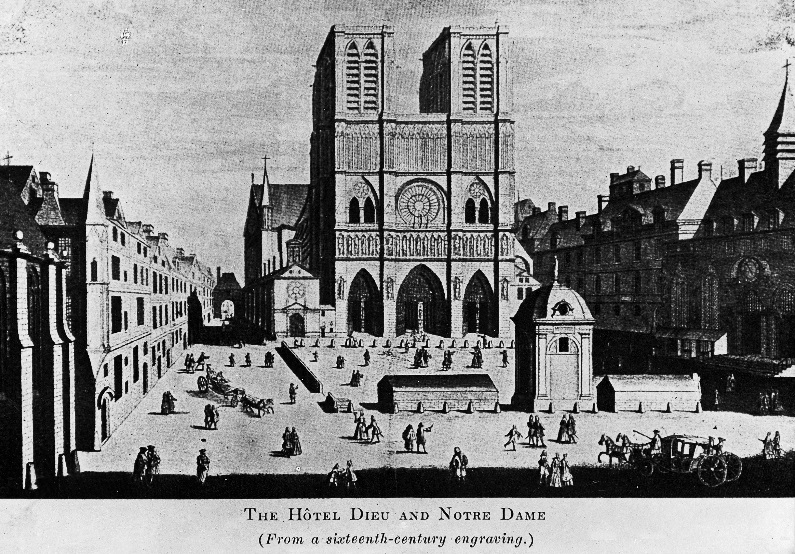 The Hôtel Dieu and Notre Dame
(From a sixteenth-century engraving.)